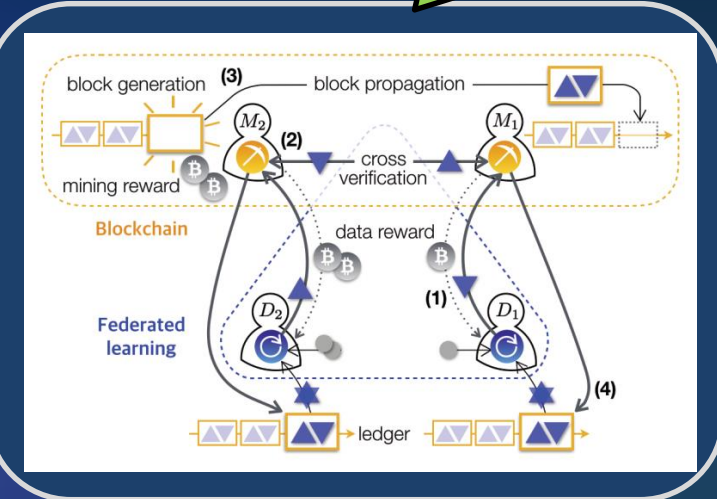 block generation
(3)
block propagation
M₂
(2)
M₁
cross
verification
mining reward
₿
₿
Blockchain
data reward
₿
₿
₿
(1)
D₂
D₁
Federated
learning
(4)
ledger